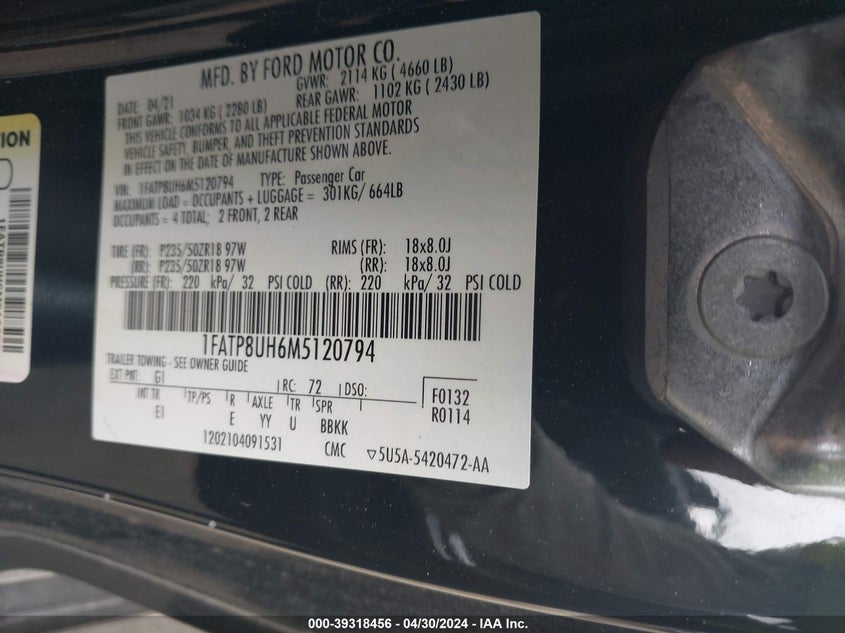 MFD. BY FORD MOTOR CO.
DATE: 04/21 GVWR: 2114 KG ( 4660 LB)
FRONT GAWR: 1034 KG ( 2280 LB) REAR GAWR: 1102 KG ( 2430 LB)
THIS VEHICLE CONFORMS TO ALL APPLICABLE FEDERAL MOTOR
VEHICLE SAFETY, BUMPER, AND THEFT PREVENTION STANDARDS
IN EFFECT ON THE DATE OF MANUFACTURE SHOWN ABOVE.
VIN: 1FATP8UH6M5120794 TYPE: Passenger Car
MAXIMUM LOAD = OCCUPANTS + LUGGAGE = 301KG/ 664LB
OCCUPANTS = 4 TOTAL; 2 FRONT, 2 REAR
TIRE (FR): P235/50ZR18 97W RIMS (FR): 18x8.0J
(RR): P235/50ZR18 97W (RR): 18x8.0J
PRESSURE (FR): 220 kPa/ 32 PSI COLD (RR): 220 kPa/ 32 PSI COLD
1FATP8UH6M5120794
TRAILER TOWING - SEE OWNER GUIDE
EXT PNT: G1 RC: 72 DSO: F0132
INT TR TP/PS R AXLE TR SPR R0114
E1 E YY U BBKK
1202104091531 CMC ▽5U5A-5420472-AA
000-39318456 - 04/30/2024 - IAA Inc.